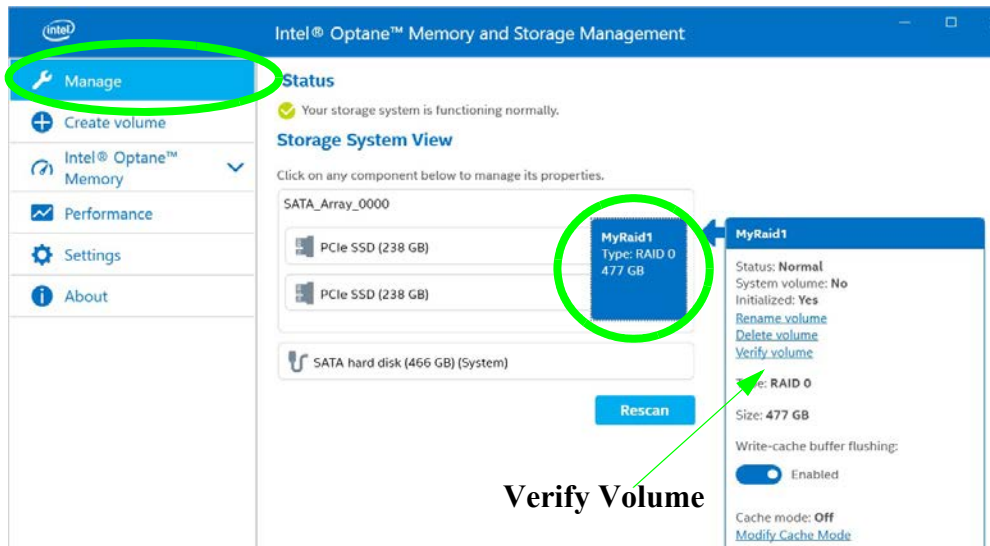 intel
Intel® Optane™ Memory and Storage Management
Manage
Create volume
Intel® Optane™
Memory
Performance
Settings
About
Status
Your storage system is functioning normally.
Storage System View
Click on any component below to manage its properties.
SATA_Array_0000
PCIe SSD (238 GB)
PCIe SSD (238 GB)
MyRaid1
Type: RAID 0
477 GB
SATA hard disk (466 GB) (System)
Rescan
MyRaid1
Status: Normal
System volume: No
Initialized: Yes
Rename volume
Delete volume
Verify volume
Type: RAID 0
Size: 477 GB
Write-cache buffer flushing:
Enabled
Cache mode: Off
Modify Cache Mode
Verify Volume